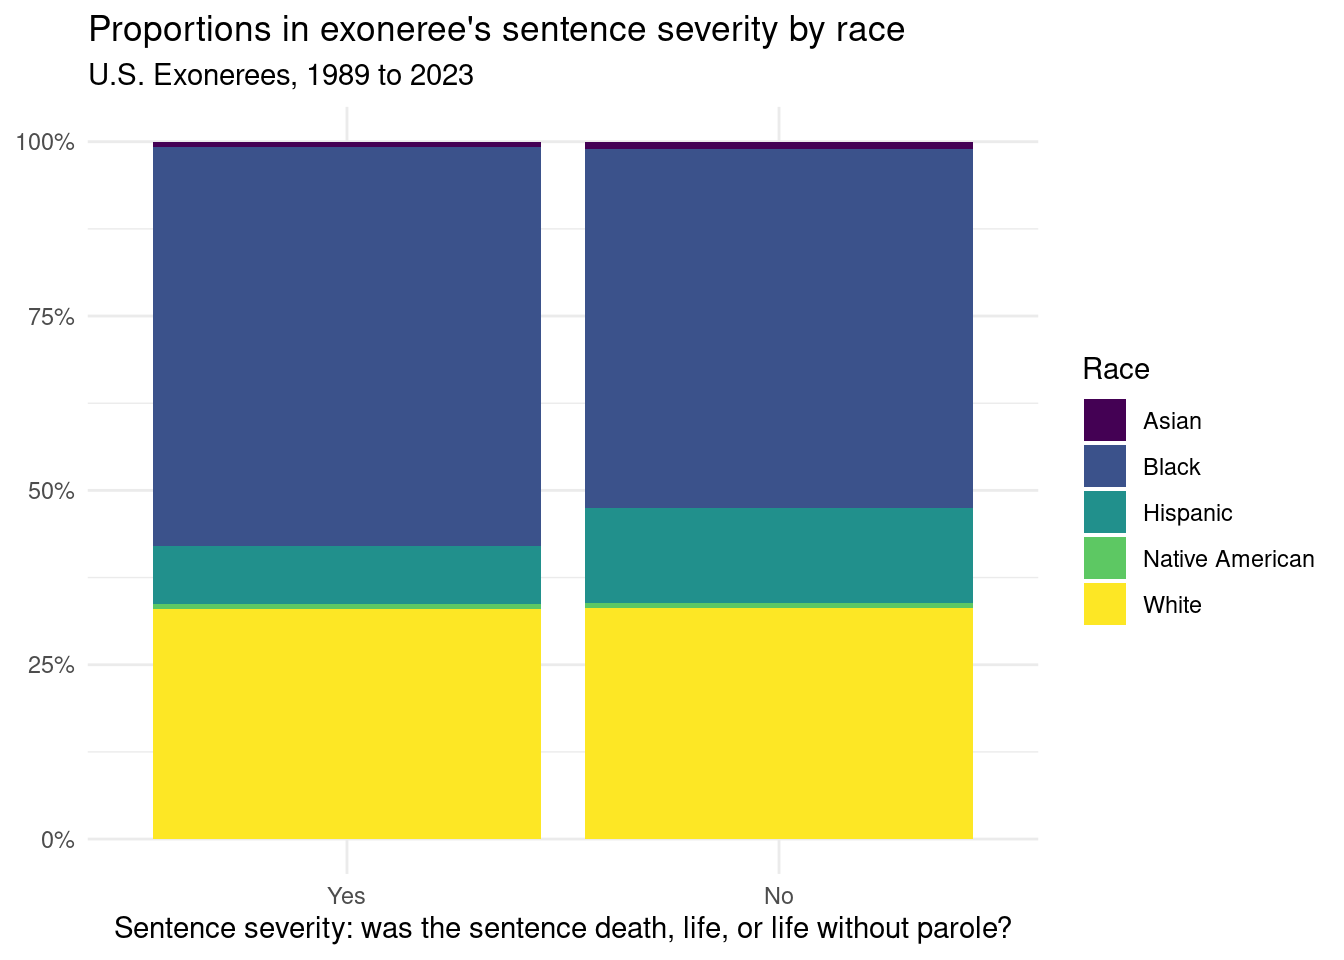 Proportions in exoneree's sentence severity by race
U.S. Exonerees, 1989 to 2023
100%
75%
50%
25%
0%
Yes
No
Sentence severity: was the sentence death, life, or life without parole?
Race
Asian
Black
Hispanic
Native American
White